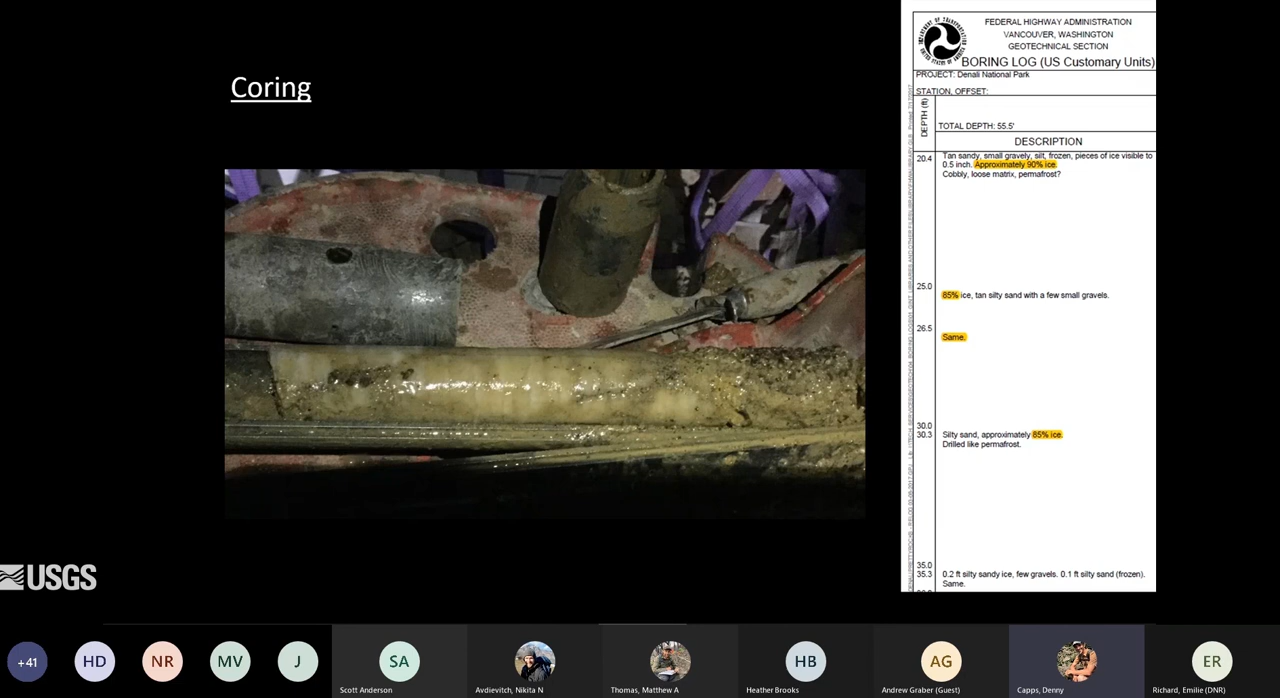 Coring
FEDERAL HIGHWAY ADMINISTRATION
VANCOUVER, WASHINGTON
GEOTECHNICAL SECTION
BORING LOG (US Customary Units)
PROJECT: Denali National Park
STATION, OFFSET:
DEPTH (ft)
TOTAL DEPTH: 55.5'
DESCRIPTION
20.4
Tan sandy, small gravely, silt, frozen, pieces of ice visible to
0.5 inch. Approximately 90% ice.
Cobbly, loose matrix, permafrost?
25.0
85% ice, tan silty sand with a few small gravels.
26.5
Same.
30.0
30.3
Silty sand, approximately 85% ice.
Drilled like permafrost.
35.0
35.3
0.2 ft silty sandy ice, few gravels. 0.1 ft silty sand (frozen).
Same.
USGS
+41
HD
NR
MV
J
SA
Scott Anderson
Avdievitch, Nikita N
Thomas, Matthew A
HB
Heather Brooks
AG
Andrew Graber (Guest)
Capps, Denny
ER
Richard, Emilie (DNR)